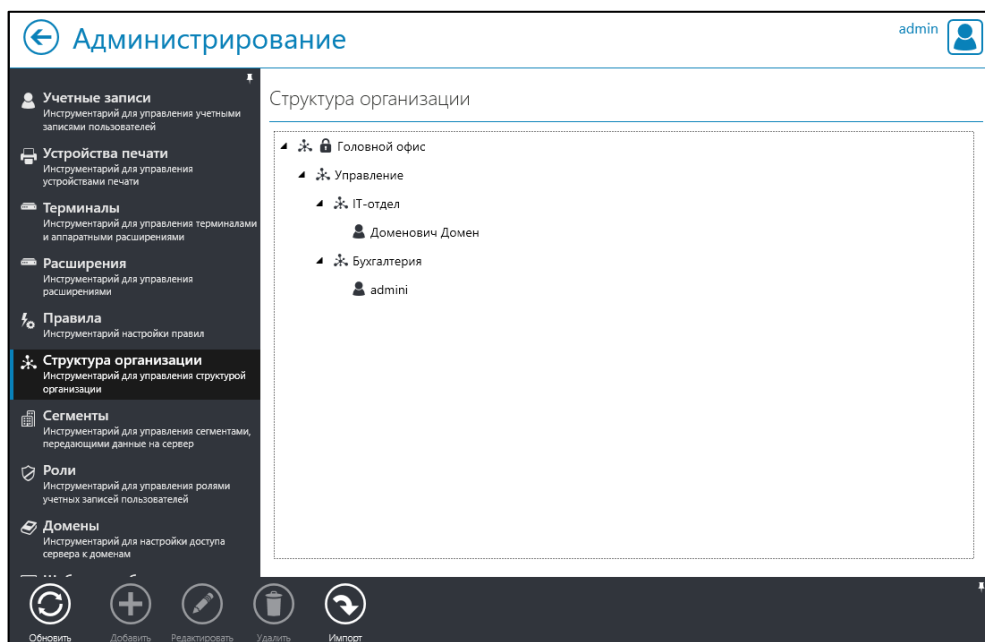 Администрирование
admin
Учетные записи
Инструментарий для управления учетными
записями пользователей
Устройства печати
Инструментарий для управления
устройствами печати
Терминалы
Инструментарий для управления терминалами
и аппаратными расширениями
Расширения
Инструментарий для управления
расширениями
Правила
Инструментарий настройки правил
Структура организации
Инструментарий для управления структурой
организации
Сегменты
Инструментарий для управления сегментами,
передающими данные на сервер
Роли
Инструментарий для управления ролями
учетных записей пользователей
Домены
Инструментарий для настройки доступа
сервера к доменам
Структура организации
Головной офис
Управление
IT-отдел
Доменович Домен
Бухгалтерия
admini
Обновить
Добавить
Редактировать
Удалить
Импорт